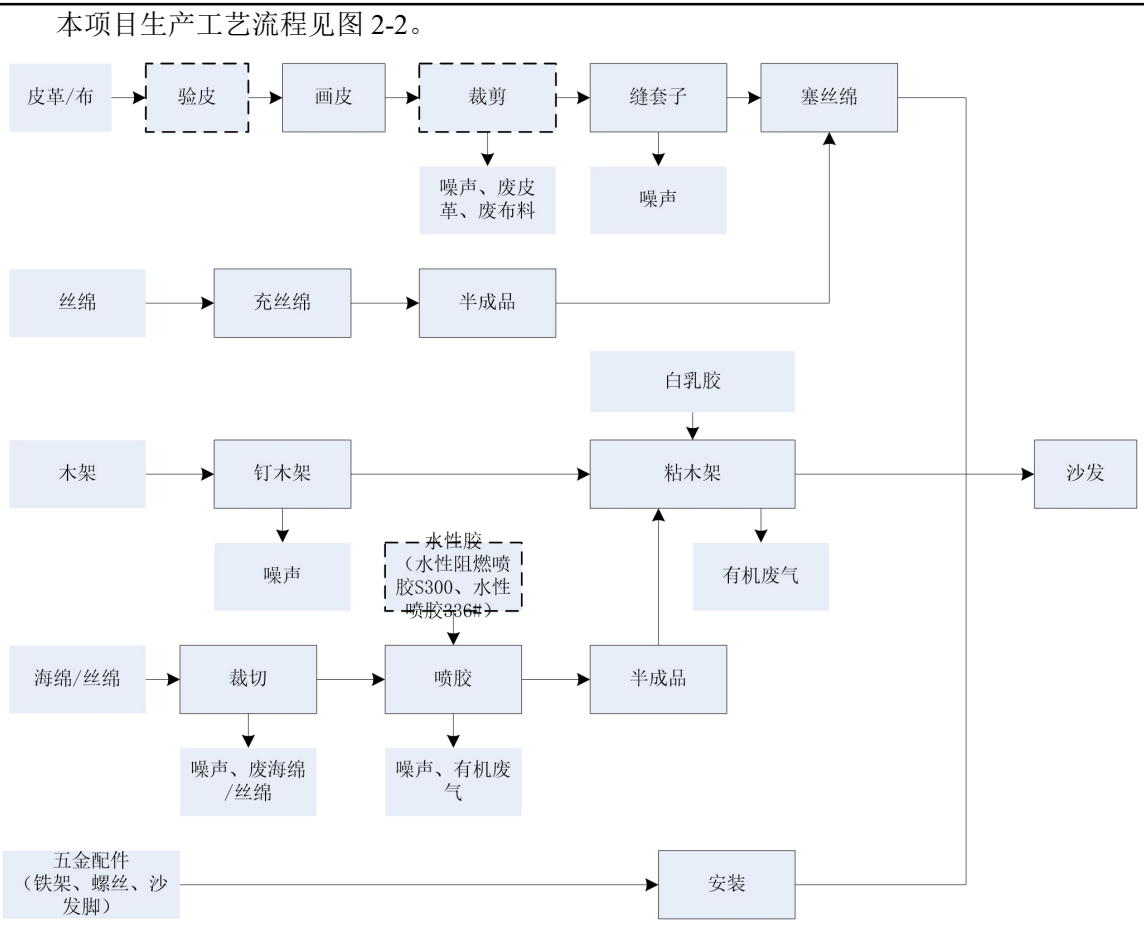 本项目生产工艺流程见图 2-2。
皮革/布
验皮
画皮
裁剪
缝套子
塞丝绵
噪声、废皮
革、废布料
噪声
丝绵
充丝绵
半成品
白乳胶
木架
钉木架
粘木架
沙发
噪声
水性胶
（水性阻燃喷
胶S300、水性
喷胶336#）
有机废气
海绵/丝绵
裁切
喷胶
半成品
噪声、废海绵
/丝绵
噪声、有机废
气
五金配件
（铁架、螺丝、沙
发脚）
安装